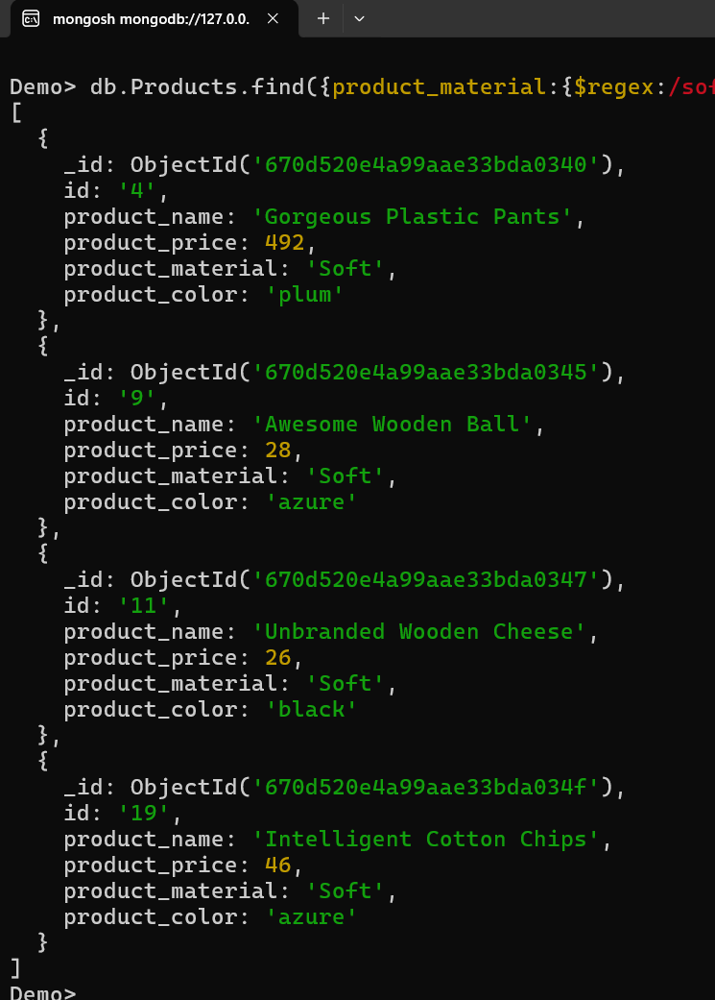 mongosh mongodb://127.0.0.
Demo> db.Products.find({product_material:{$regex:/sof
[
  {
    _id: ObjectId('670d520e4a99aae33bda0340'),
    id: '4',
    product_name: 'Gorgeous Plastic Pants',
    product_price: 492,
    product_material: 'Soft',
    product_color: 'plum'
  },
  {
    _id: ObjectId('670d520e4a99aae33bda0345'),
    id: '9',
    product_name: 'Awesome Wooden Ball',
    product_price: 28,
    product_material: 'Soft',
    product_color: 'azure'
  },
  {
    _id: ObjectId('670d520e4a99aae33bda0347'),
    id: '11',
    product_name: 'Unbranded Wooden Cheese',
    product_price: 26,
    product_material: 'Soft',
    product_color: 'black'
  },
  {
    _id: ObjectId('670d520e4a99aae33bda034f'),
    id: '19',
    product_name: 'Intelligent Cotton Chips',
    product_price: 46,
    product_material: 'Soft',
    product_color: 'azure'
  }
]
Demo>